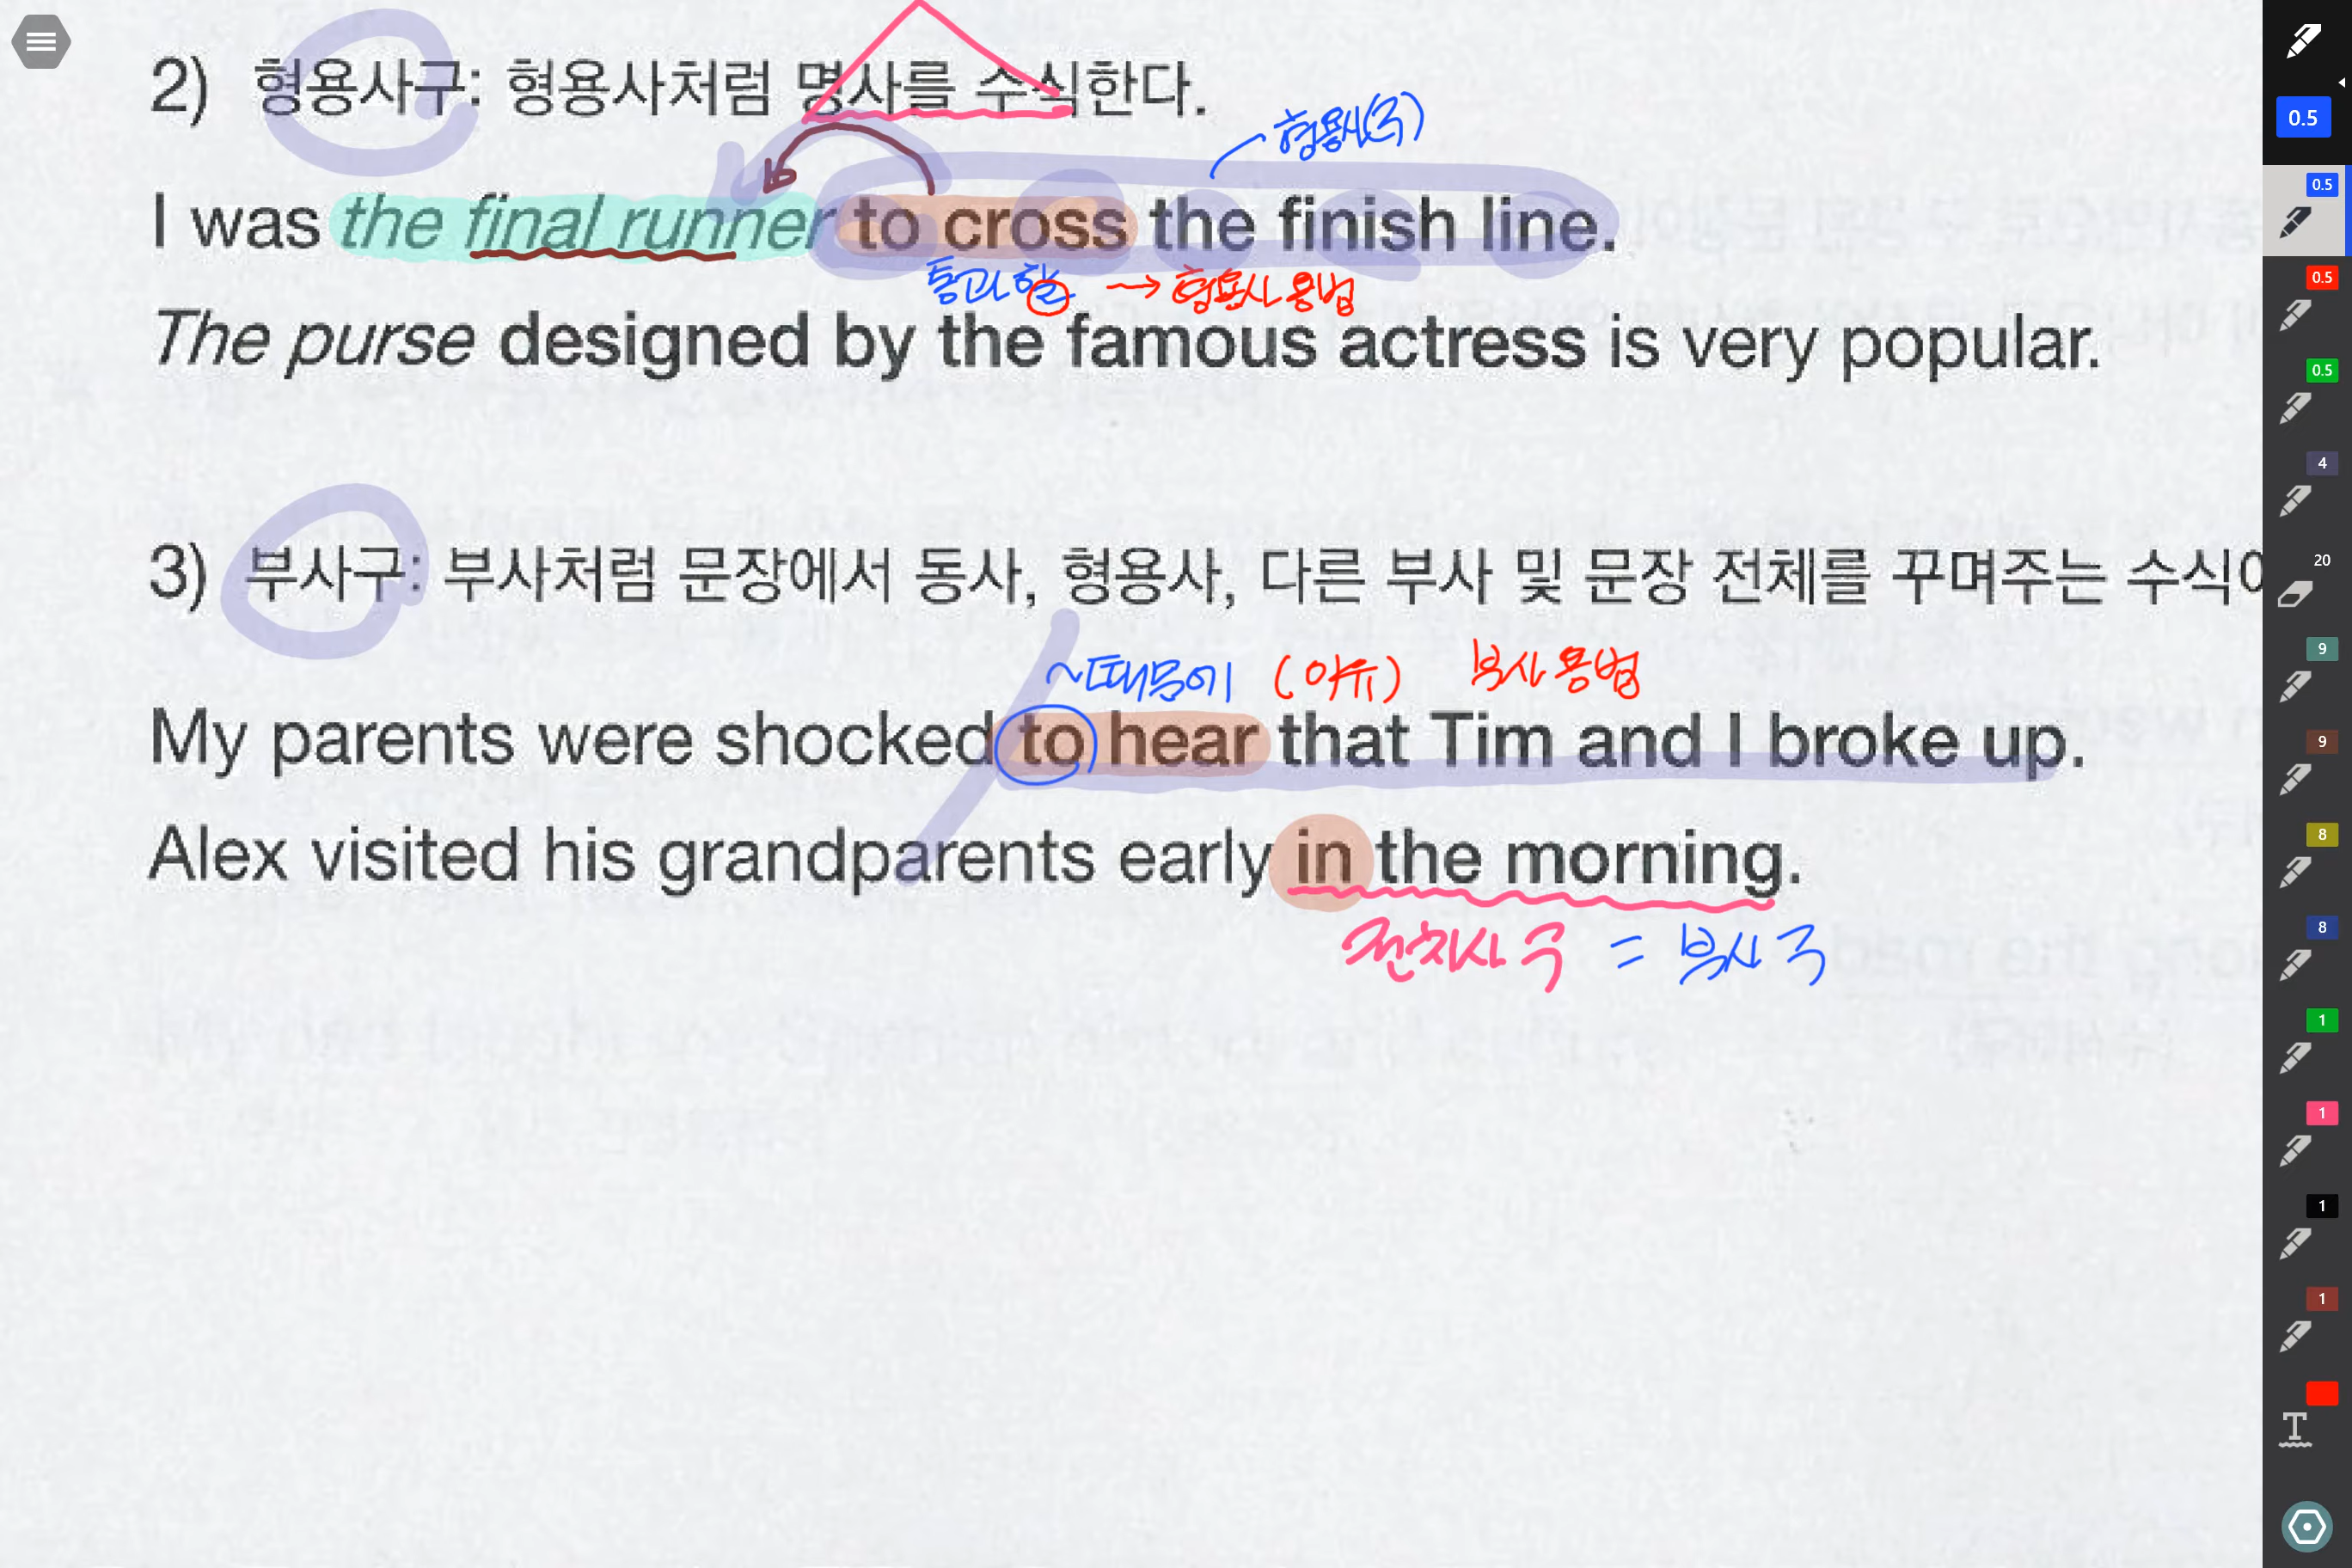 2) 형용사구: 형용사처럼 명사를 수식한다.
형용사(구)
I was the final runner to cross the finish line.
통과할 → 형용사 용법
The purse designed by the famous actress is very popular.
3) 부사구: 부사처럼 문장에서 동사, 형용사, 다른 부사 및 문장 전체를 꾸며주는 수식
~때문에 (이유) 부사 용법
My parents were shocked to hear that Tim and I broke up.
Alex visited his grandparents early in the morning.
전치사구 = 부사구
0.5
0.5
0.5
0.5
4
20
9
9
8
8
1
1
1
1
T